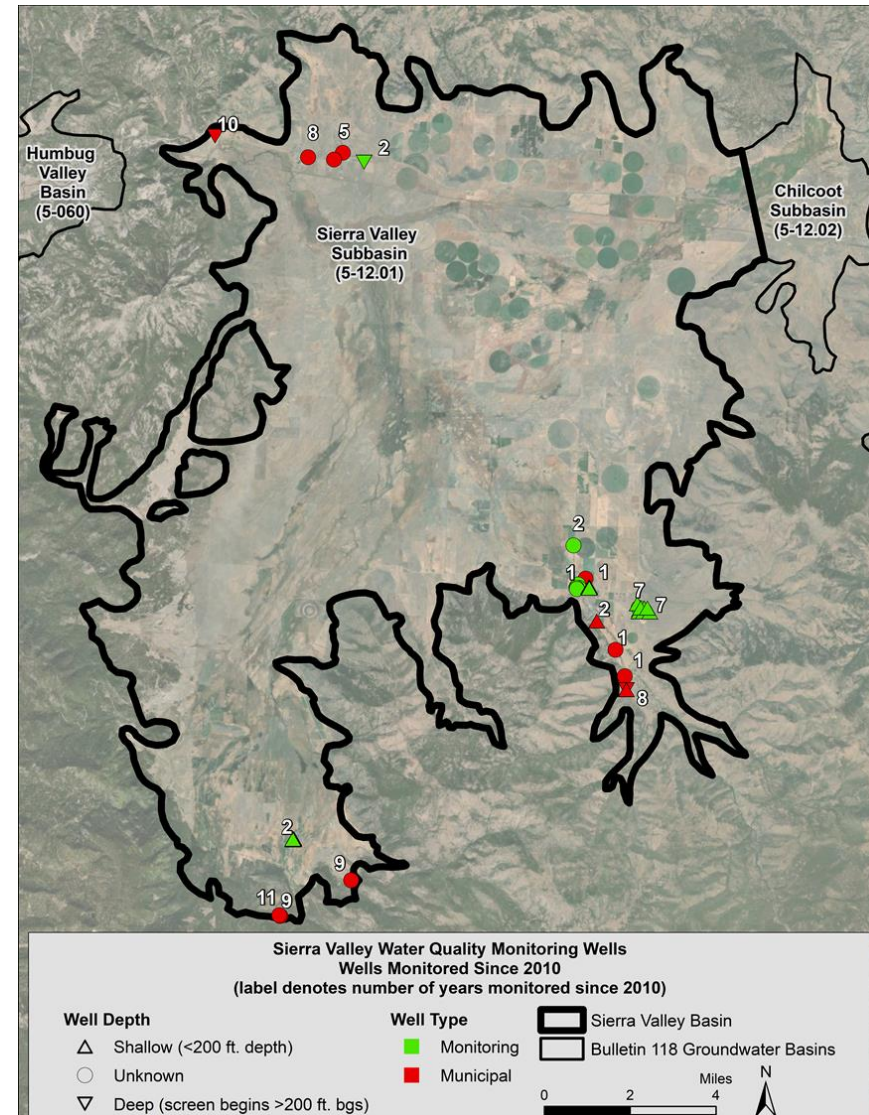 10
8
5
2
Humbug
Valley
Basin
(5-060)
Chilcoot
Subbasin
(5-12.02)
Sierra Valley
Subbasin
(5-12.01)
2
1
1
7
7
2
1
1
8
2
9
11
9
Sierra Valley Water Quality Monitoring Wells
Wells Monitored Since 2010
(label denotes number of years monitored since 2010)
Well Depth
Shallow (<200 ft. depth)
Unknown
Deep (screen begins >200 ft. bgs)
Well Type
Monitoring
Municipal
Sierra Valley Basin
Bulletin 118 Groundwater Basins
Miles
0 2 4
N